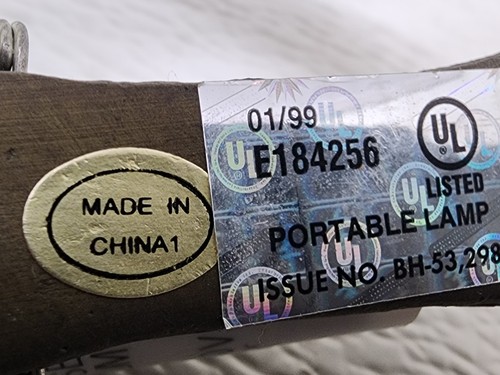 MADE IN
CHINA1
01/99
E184256
UL
LISTED
PORTABLE LAMP
ISSUE NO BH-53,298